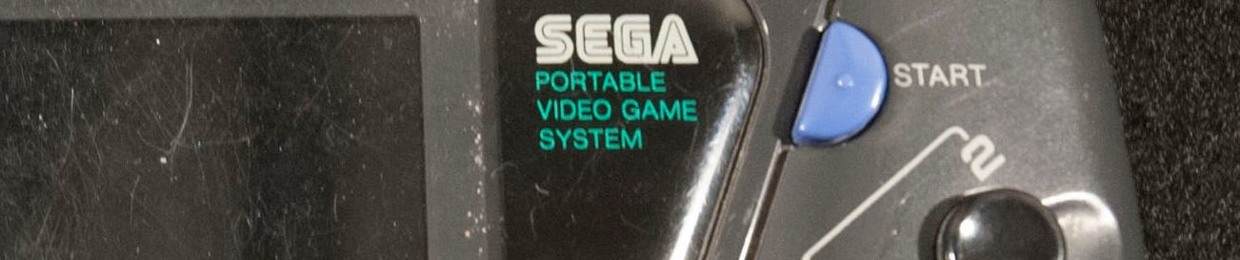 SEGA
PORTABLE
VIDEO GAME
SYSTEM
START
2